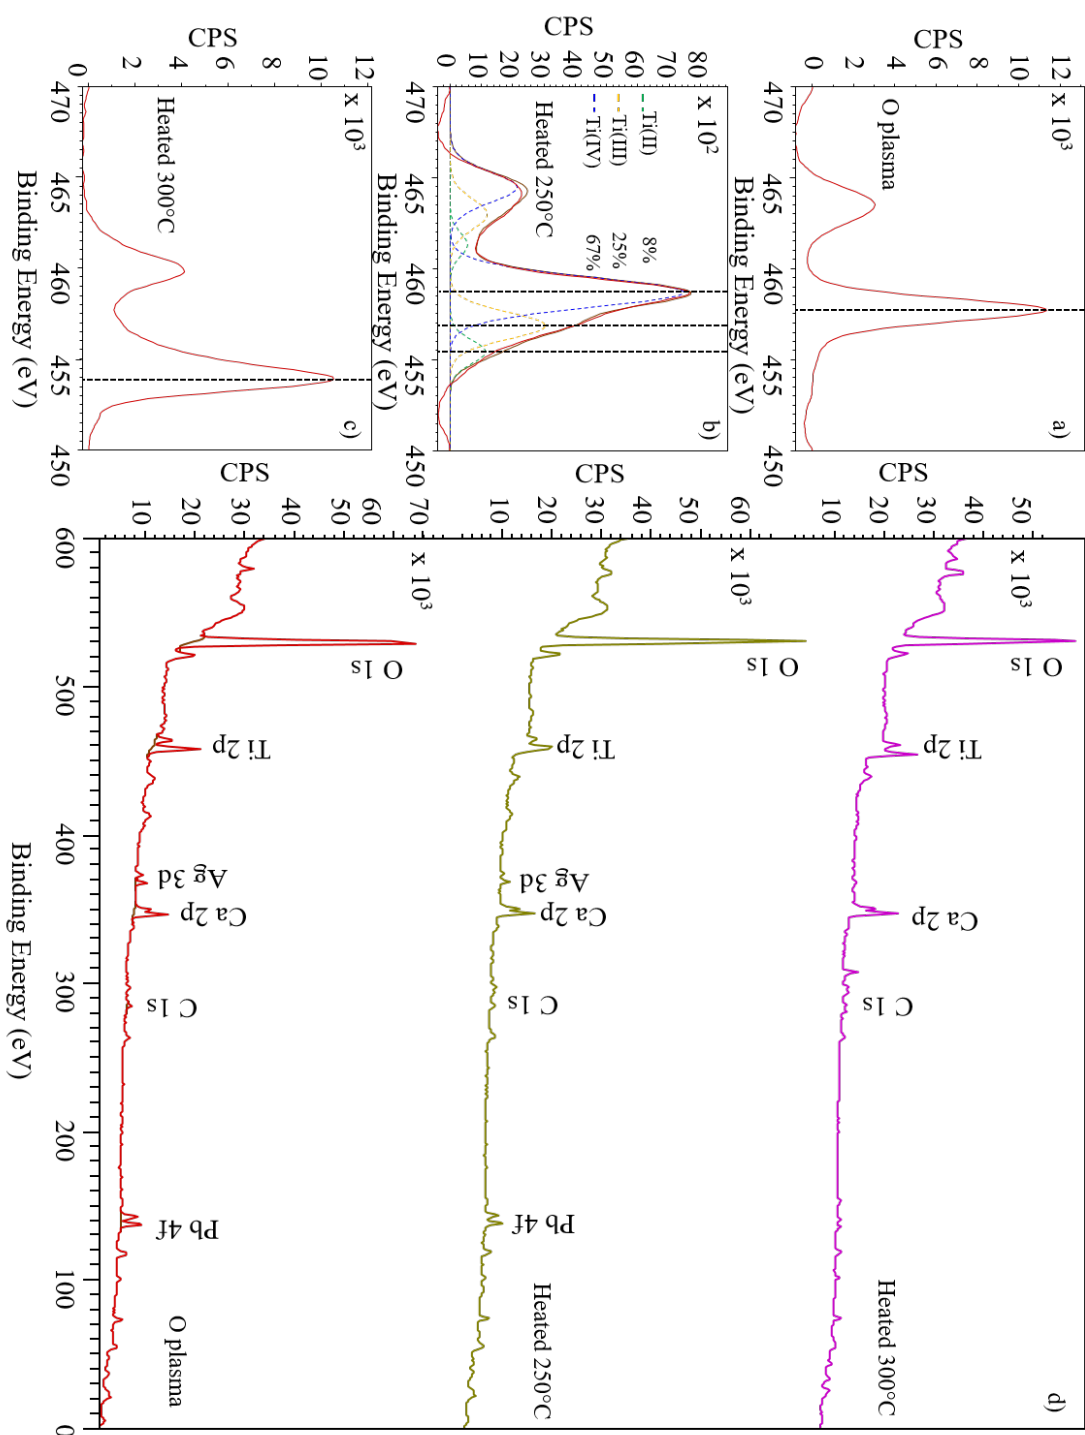 CPS
10
8
6
4
2
0
x 10³
O plasma
a)
470
465
460
455
450
Binding Energy (eV)
CPS
80
70
60
50
40
30
20
10
0
x 10²
Ti(II)
Ti(III)
Ti(IV)
8%
25%
67%
Heated 250°C
b)
470
465
460
455
450
Binding Energy (eV)
CPS
12
10
8
6
4
2
0
x 10³
Heated 300°C
c)
470
465
460
455
450
Binding Energy (eV)
CPS
50
40
30
20
10
x 10³
O 1s
Ti 2p
Ca 2p
C 1s
Heated 300°C
d)
CPS
60
50
40
30
20
10
x 10³
O 1s
Ti 2p
Ag 3d
Ca 2p
C 1s
Pb 4f
Heated 250°C
CPS
70
60
50
40
30
20
10
x 10³
O 1s
Ti 2p
Ag 3d
Ca 2p
C 1s
Pb 4f
O plasma
600
500
400
300
200
100
0
Binding Energy (eV)